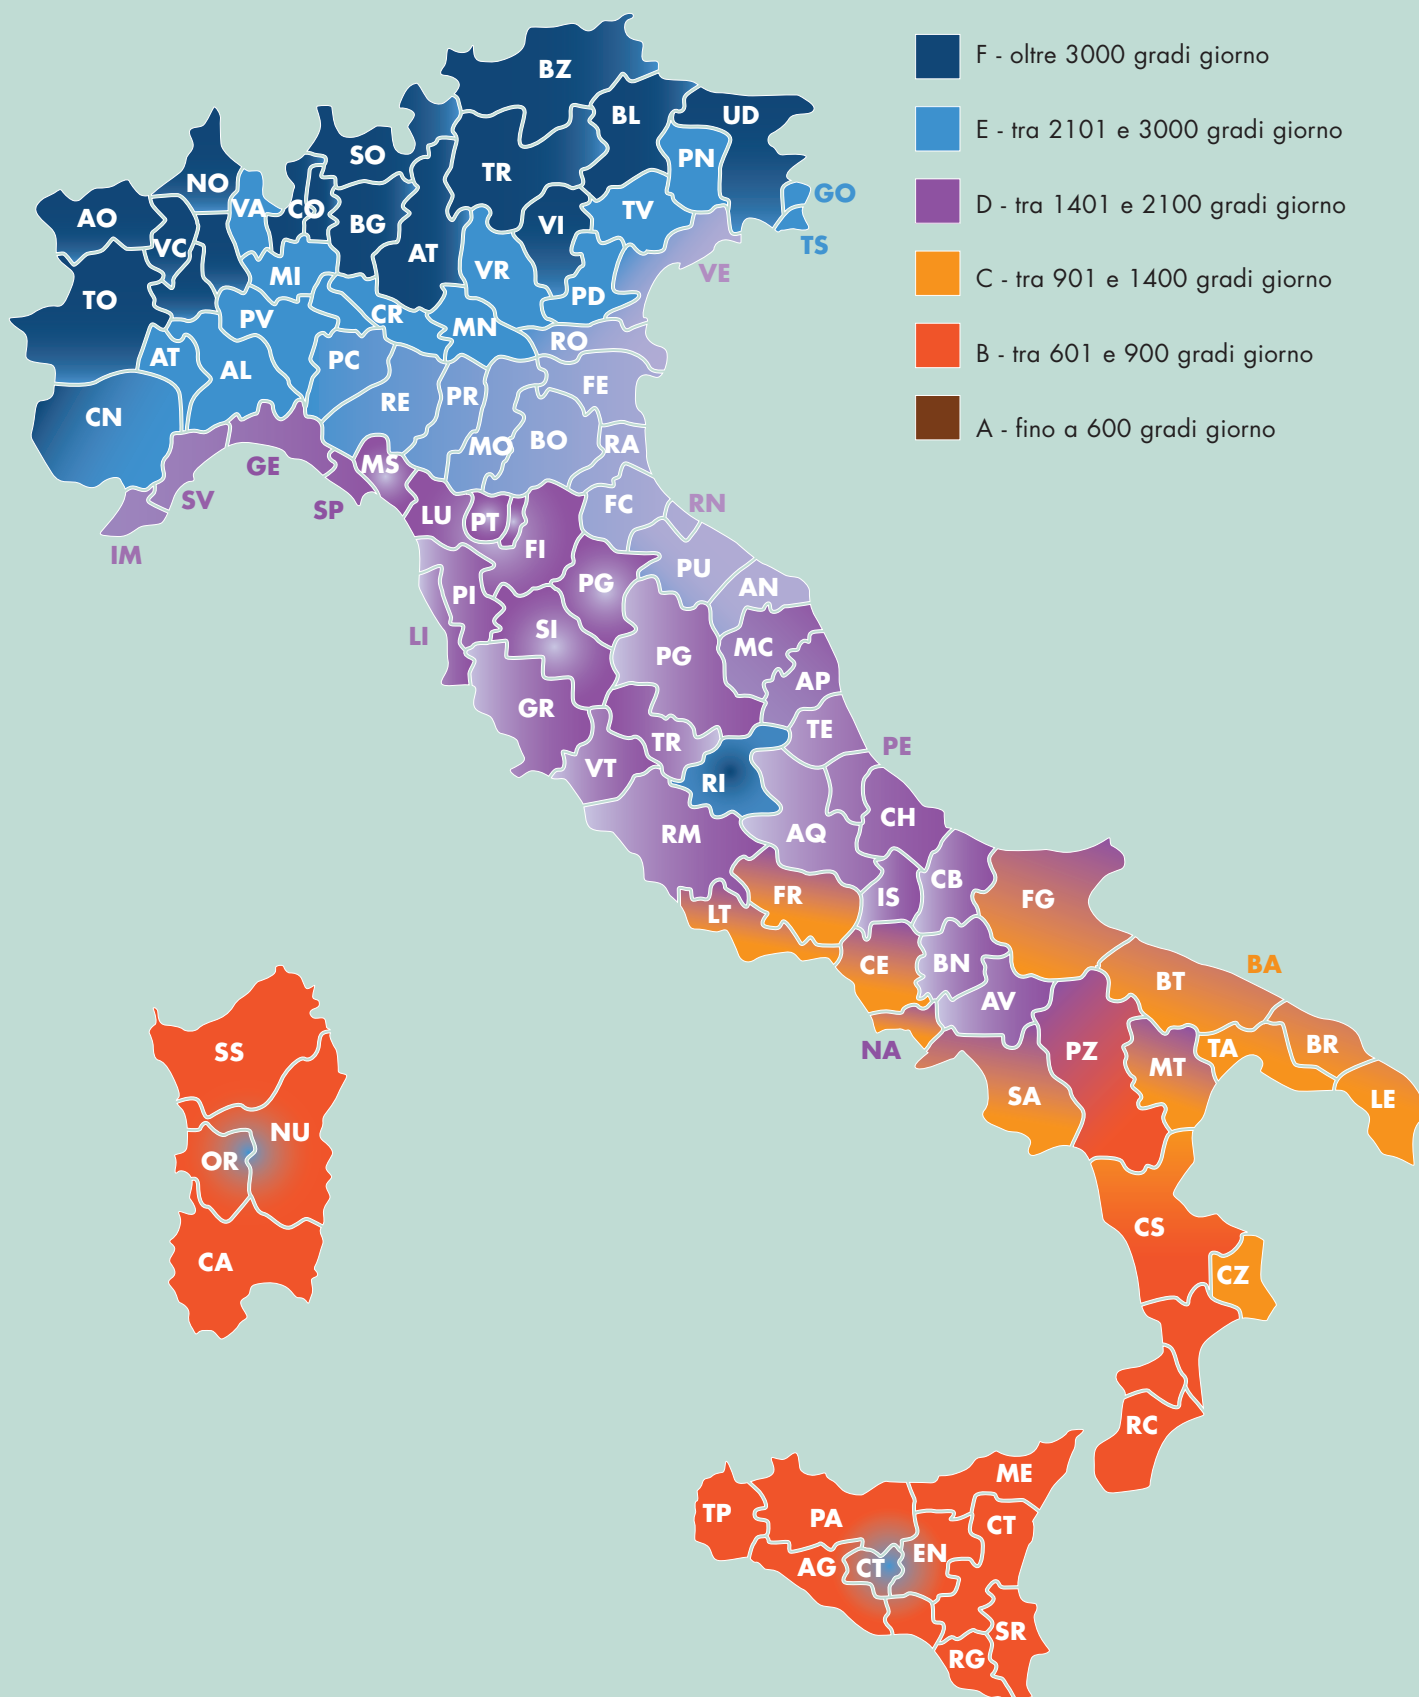 F - oltre 3000 gradi giorno
E - tra 2101 e 3000 gradi giorno
D - tra 1401 e 2100 gradi giorno
C - tra 901 e 1400 gradi giorno
B - tra 601 e 900 gradi giorno
A - fino a 600 gradi giorno
BZ
BL
UD
SO
PN
TR
NO
GO
VA
CO
AO
TV
BG
VI
VC
AT
TS
VR
VE
MI
TO
PD
CR
PV
MN
RO
AT
PC
AL
FE
PR
RE
CN
BO
MO
RA
MS
GE
SV
FC
RN
SP
LU
PT
FI
IM
PU
PG
AN
PI
SI
LI
MC
PG
AP
GR
TE
TR
PE
VT
RI
CH
RM
AQ
CB
FR
IS
FG
LT
CE
BN
BA
BT
AV
NA
PZ
TA
BR
SS
MT
SA
LE
NU
OR
CS
CA
CZ
RC
ME
TP
PA
CT
EN
AG
CT
SR
RG